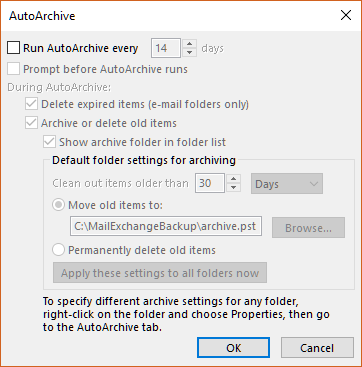 AutoArchive
Run AutoArchive every 14 days
Prompt before AutoArchive runs
During AutoArchive:
Delete expired items (e-mail folders only)
Archive or delete old items
Show archive folder in folder list
Default folder settings for archiving
Clean out items older than 30 Days
Move old items to:
C:\MailExchangeBackup\archive.pst Browse...
Permanently delete old items
Apply these settings to all folders now
To specify different archive settings for any folder,
right-click on the folder and choose Properties, then go
to the AutoArchive tab.
OK Cancel